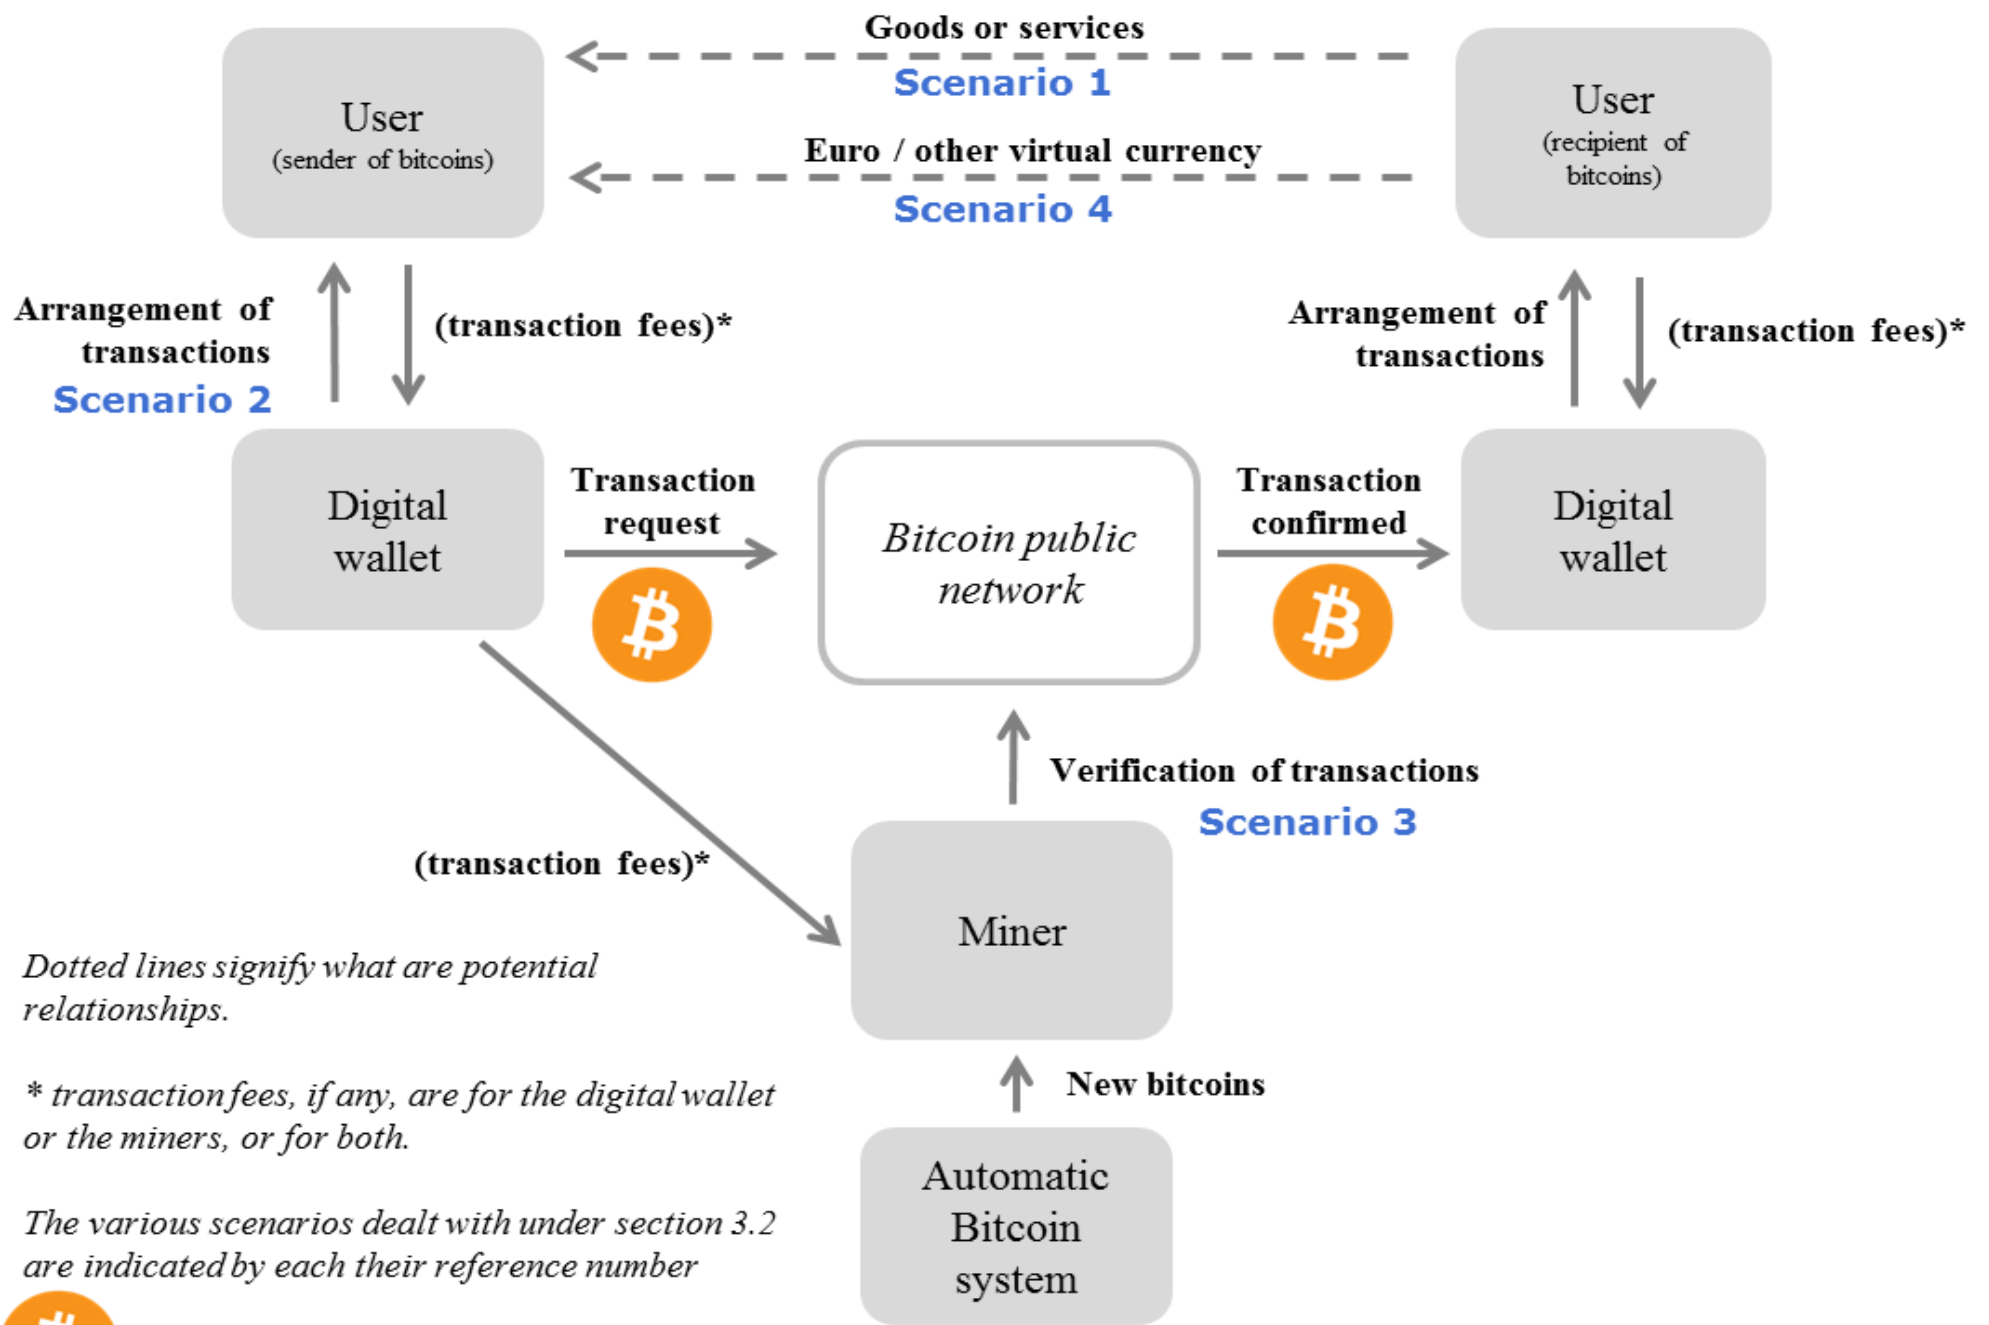 Goods or services
Scenario 1
User
(sender of bitcoins)
User
(recipient of
bitcoins)
Euro / other virtual currency
Scenario 4
Arrangement of
transactions
Scenario 2
(transaction fees)*
Arrangement of
transactions
(transaction fees)*
Digital
wallet
Transaction
request
Bitcoin public
network
Transaction
confirmed
Digital
wallet
Verification of transactions
Scenario 3
(transaction fees)*
Miner
Dotted lines signify what are potential
relationships.
New bitcoins
* transaction fees, if any, are for the digital wallet
or the miners, or for both.
Automatic
Bitcoin
system
The various scenarios dealt with under section 3.2
are indicated by each their reference number